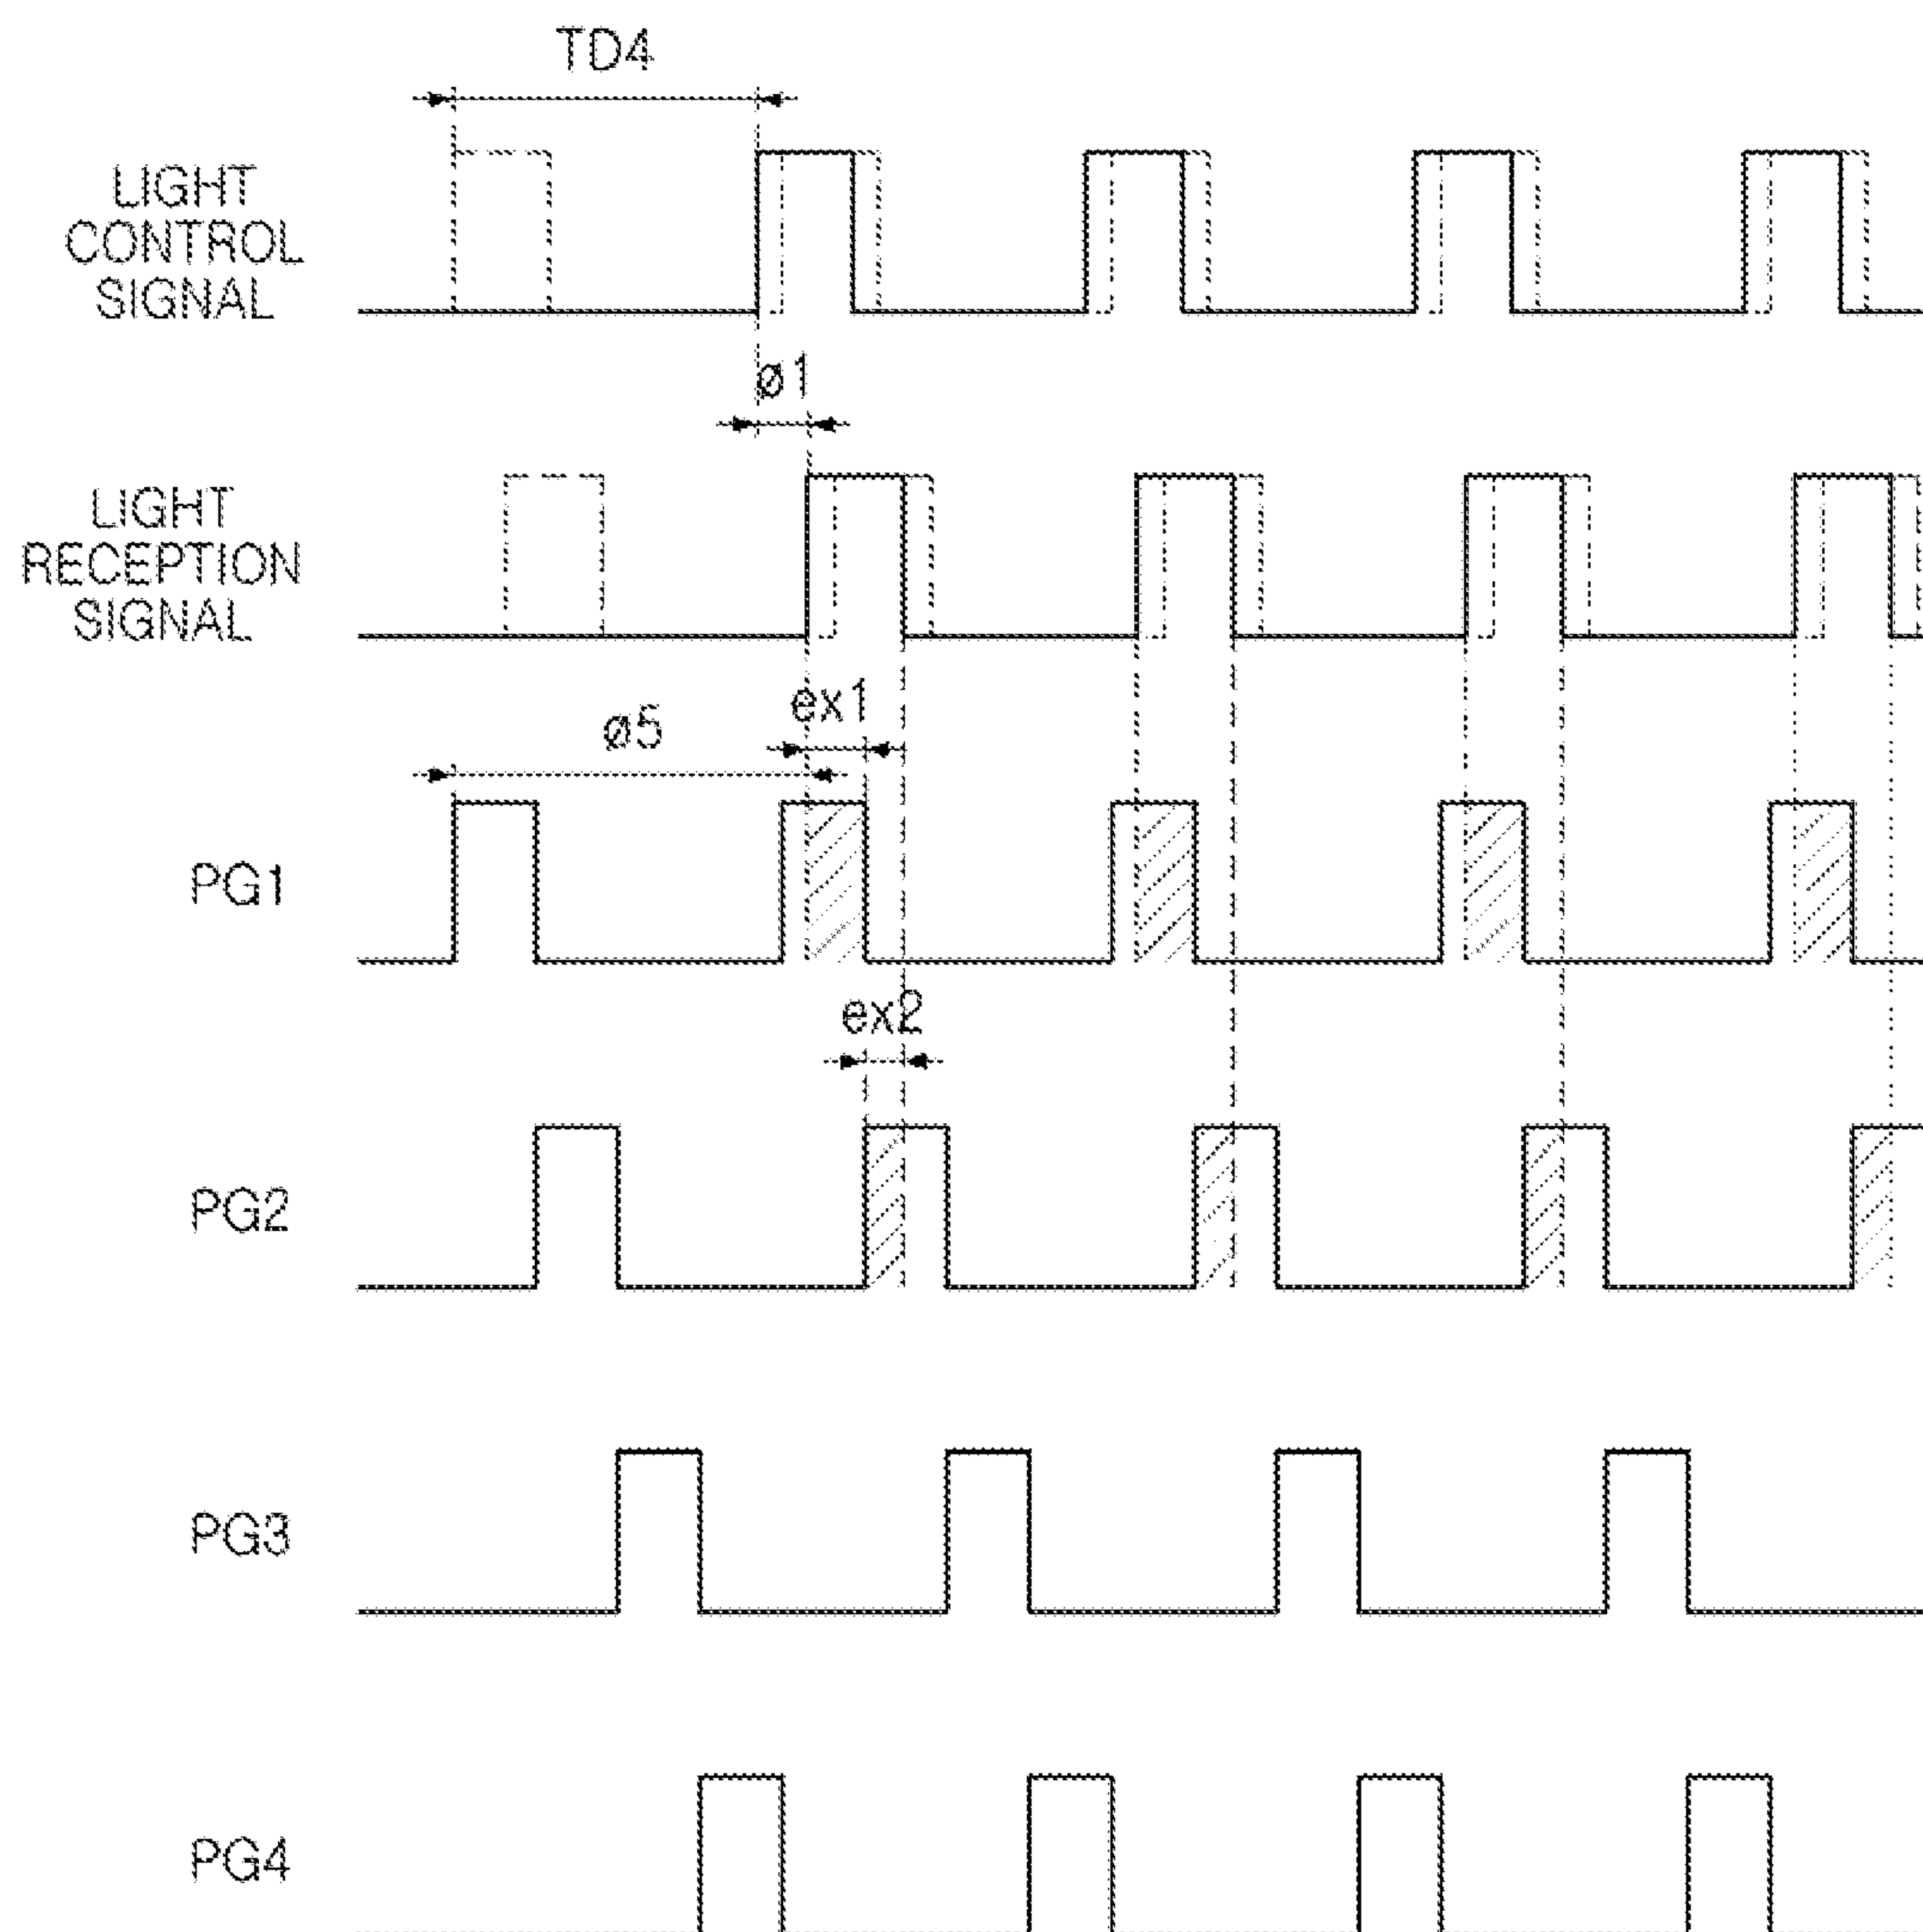 TD4
LIGHT
CONTROL
SIGNAL
ø1
LIGHT
RECEPTION
SIGNAL
ex1
ø5
PG1
ex2
PG2
PG3
PG4